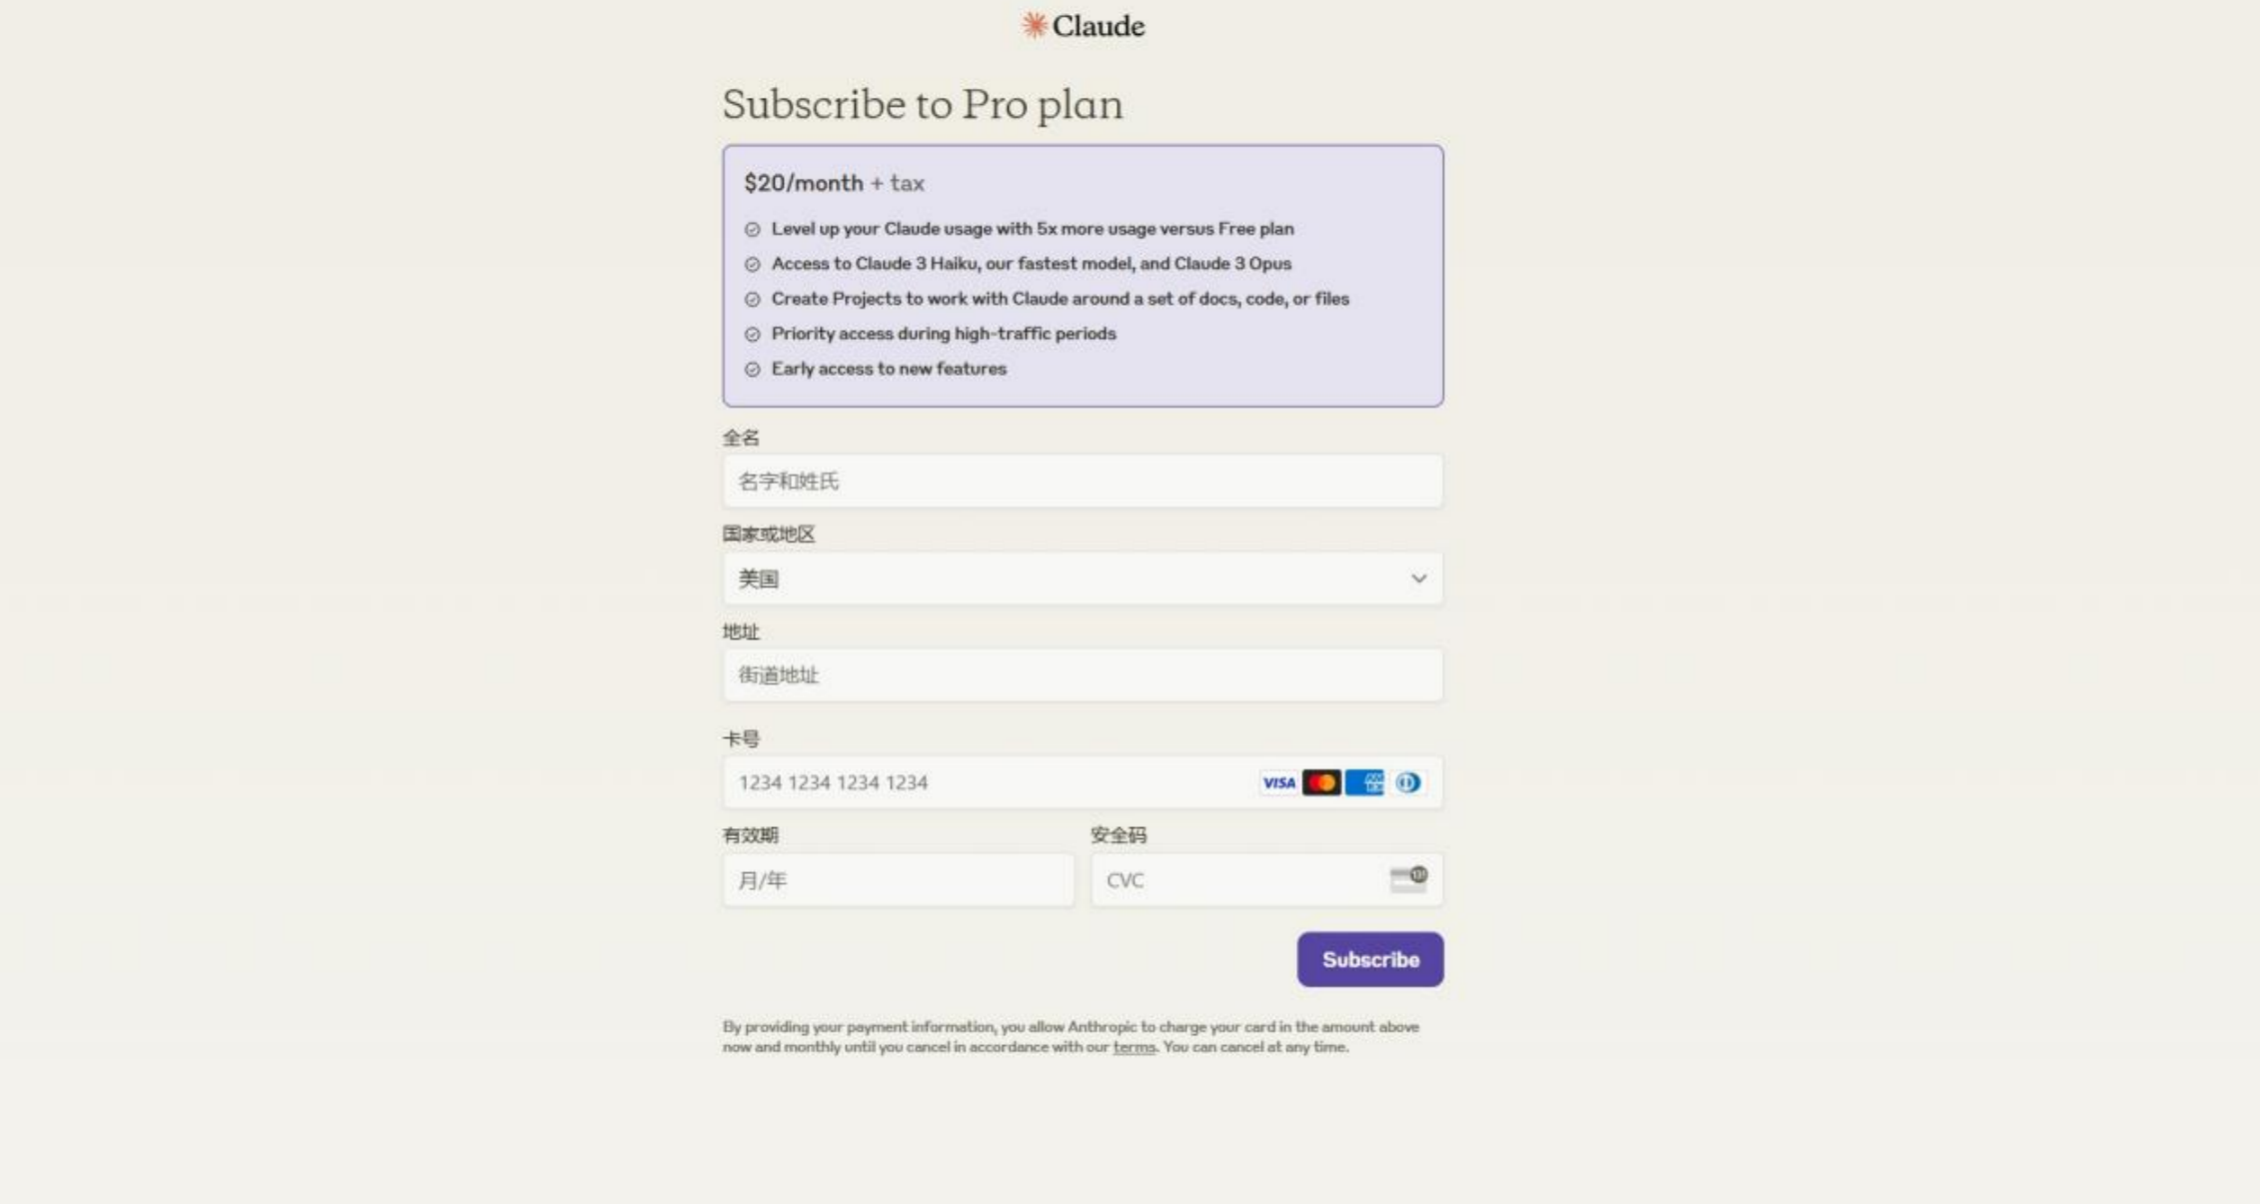 Claude
Subscribe to Pro plan
$20/month + tax
Level up your Claude usage with 5x more usage versus Free plan
Access to Claude 3 Haiku, our fastest model, and Claude 3 Opus
Create Projects to work with Claude around a set of docs, code, or files
Priority access during high-traffic periods
Early access to new features
全名
名字和姓氏
国家或地区
美国
地址
街道地址
卡号
1234 1234 1234 1234 VISA
有效期 安全码
月/年 CVC
Subscribe
By providing your payment information, you allow Anthropic to charge your card in the amount above
now and monthly until you cancel in accordance with our terms. You can cancel at any time.